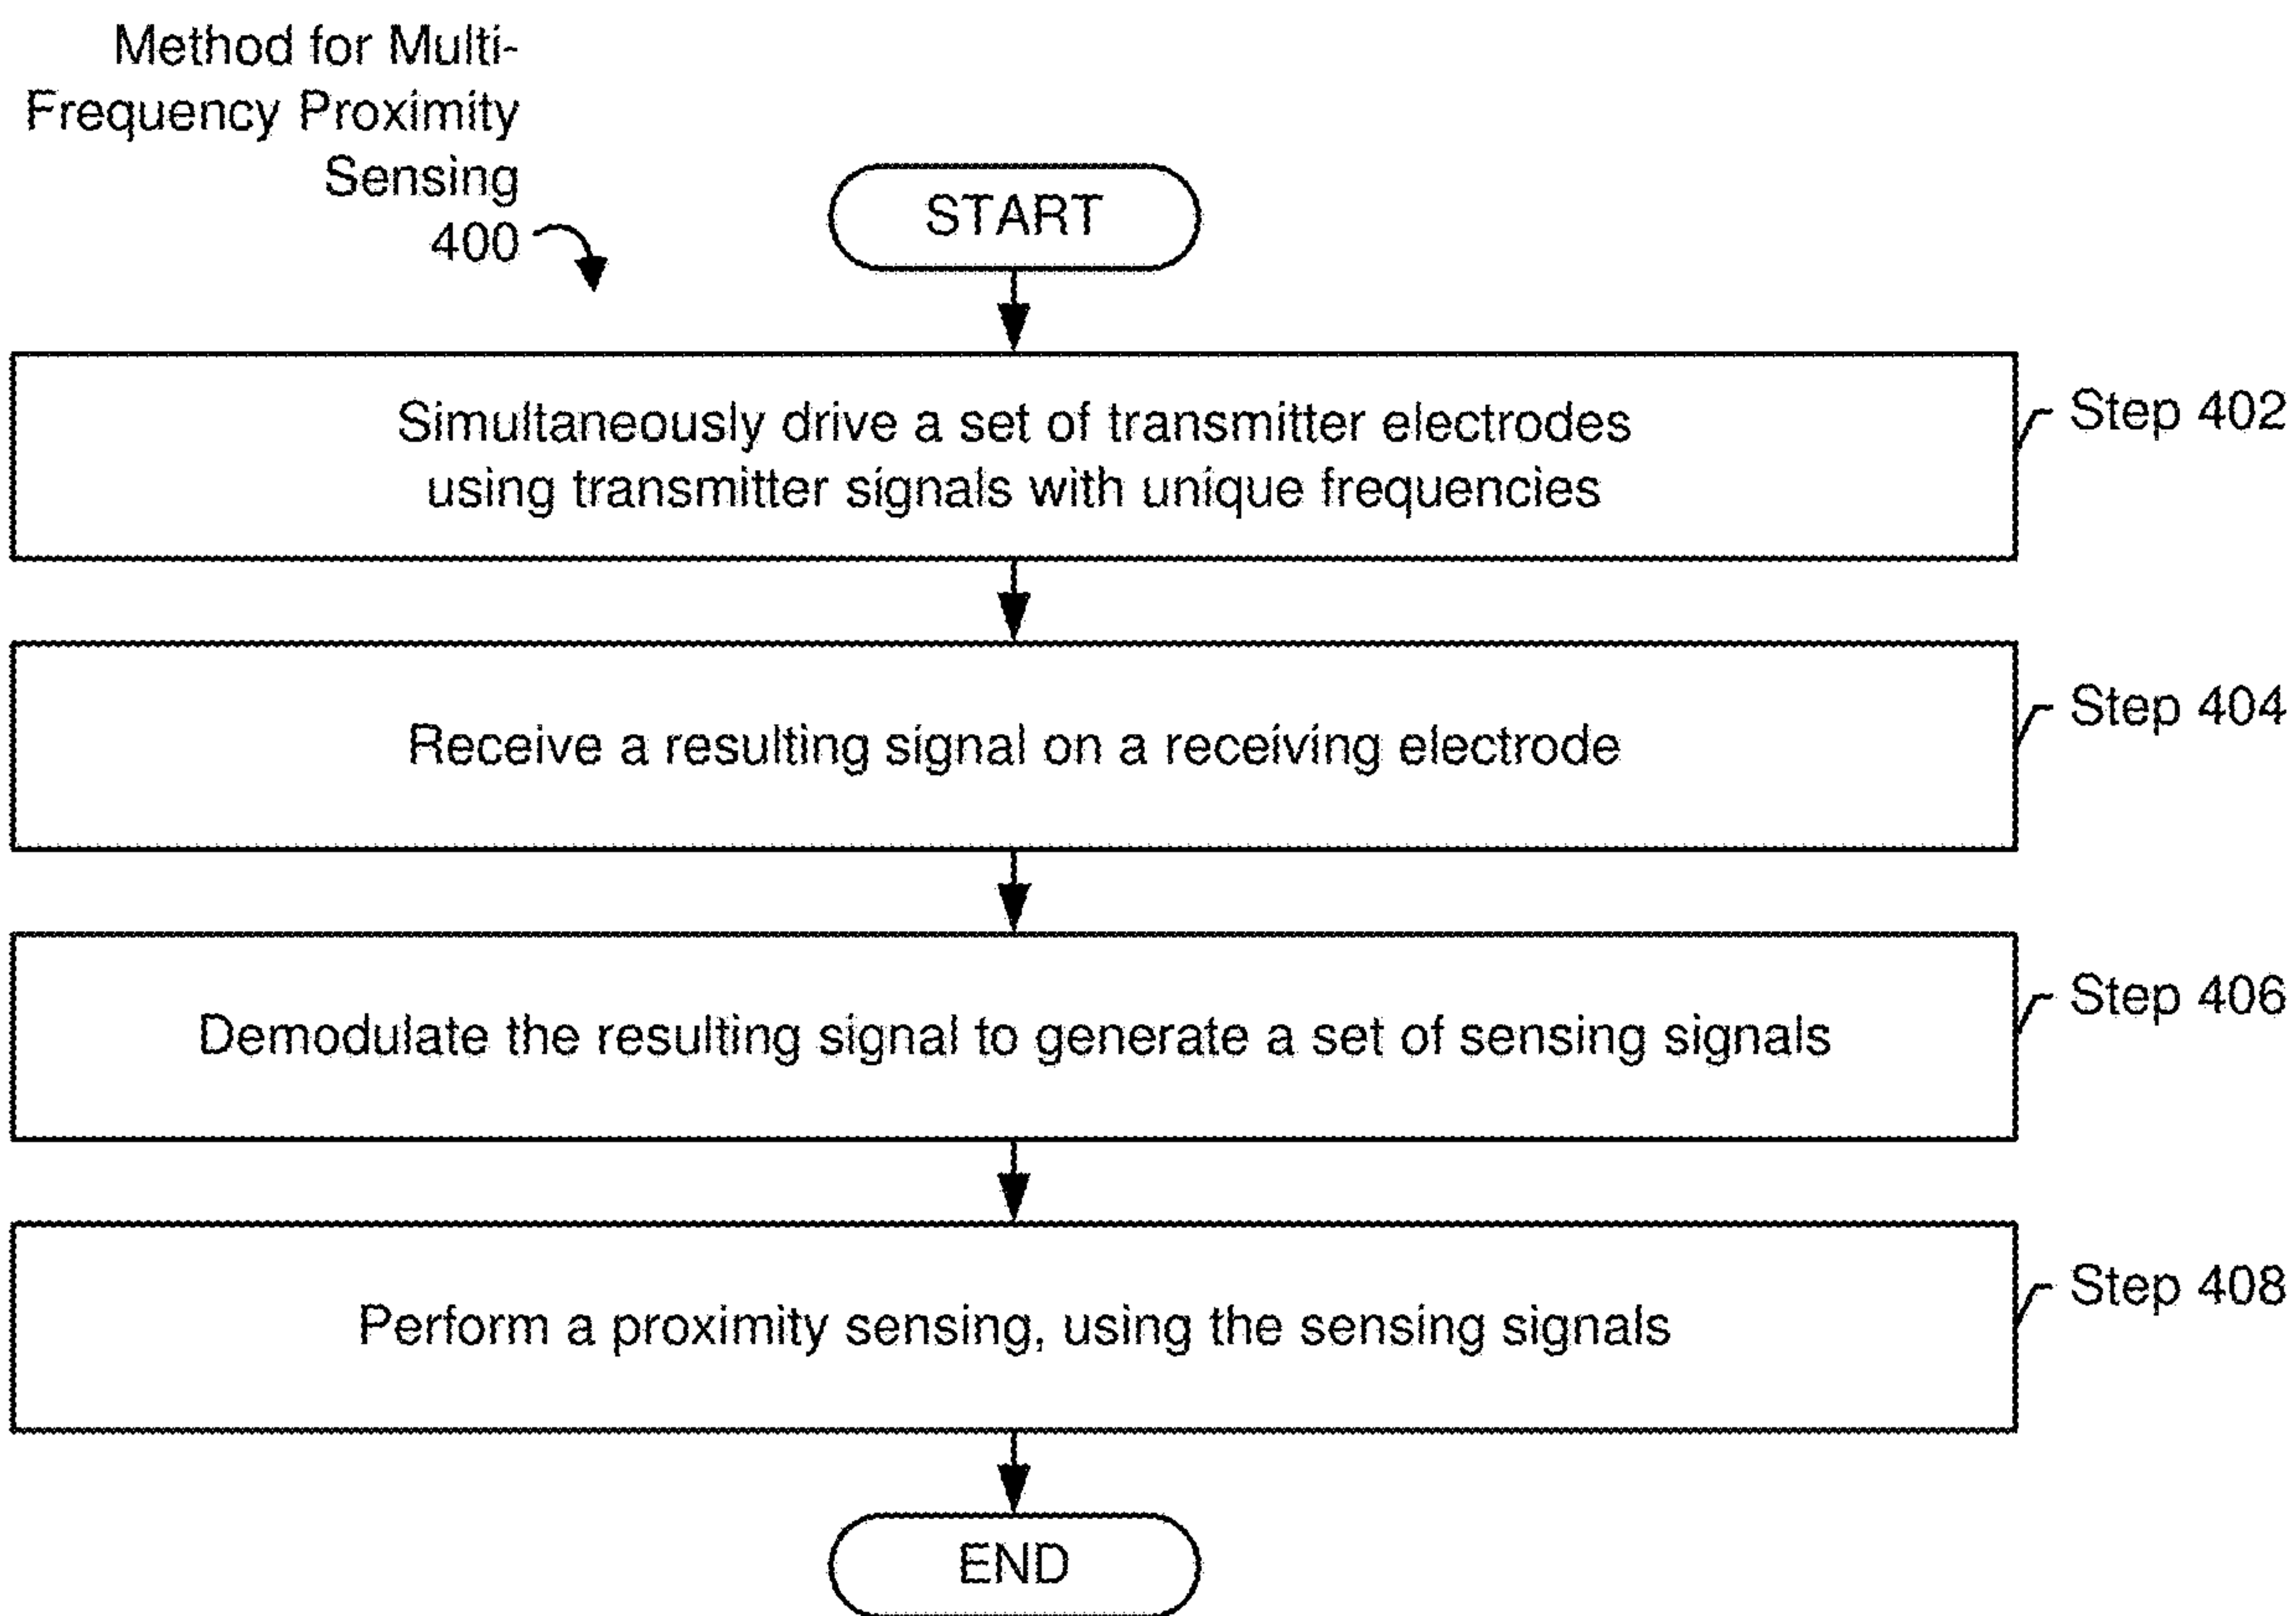 Method for Multi-
Frequency Proximity
Sensing
400
START
Simultaneously drive a set of transmitter electrodes
using transmitter signals with unique frequencies
Step 402
Receive a resulting signal on a receiving electrode
Step 404
Demodulate the resulting signal to generate a set of sensing signals
Step 406
Perform a proximity sensing, using the sensing signals
Step 408
END